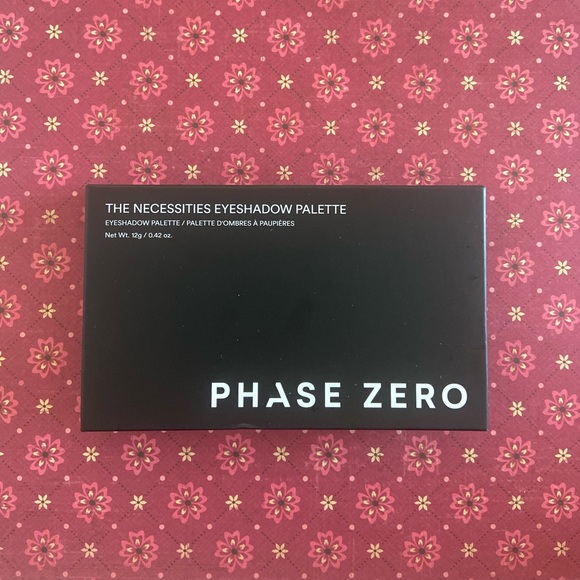 THE NECESSITIES EYESHADOW PALETTE
EYESHADOW PALETTE / PALETTE D'OMBRES À PAUPIÈRES
Net Wt. 12g / 0.42 oz.
PHASE ZERO